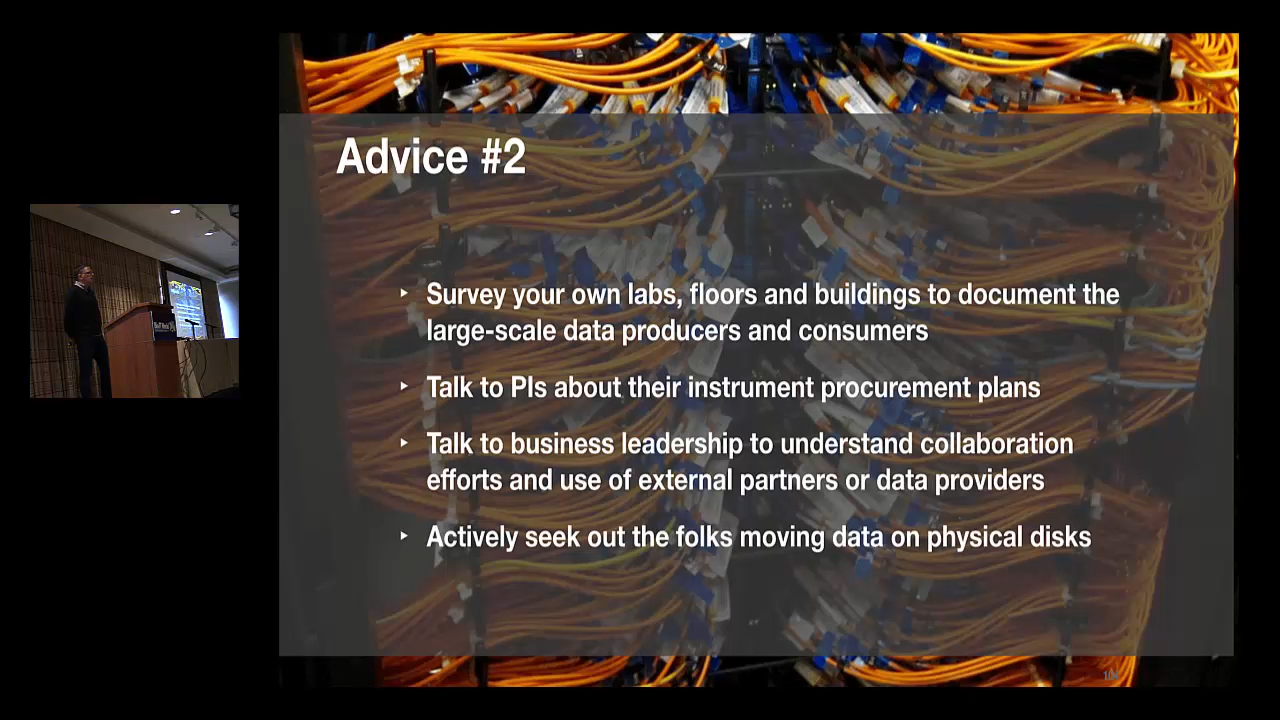 Advice #2
‣ Survey your own labs, floors and buildings to document the
large-scale data producers and consumers
‣ Talk to PIs about their instrument procurement plans
‣ Talk to business leadership to understand collaboration
efforts and use of external partners or data providers
‣ Actively seek out the folks moving data on physical disks